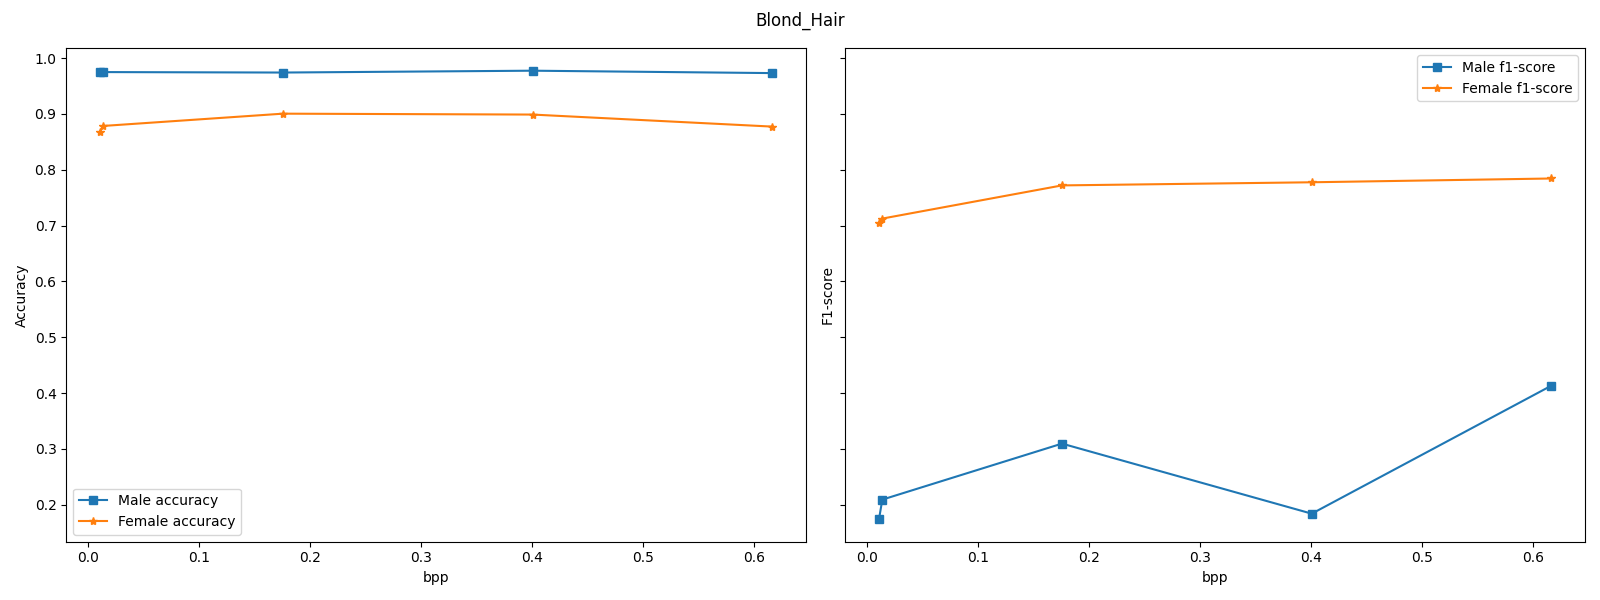 Blond_Hair
Accuracy
1.0
0.9
0.8
0.7
0.6
0.5
0.4
0.3
0.2
Male accuracy
Female accuracy
0.0 0.1 0.2 0.3 0.4 0.5 0.6
bpp
F1-score
Male f1-score
Female f1-score
0.0 0.1 0.2 0.3 0.4 0.5 0.6
bpp